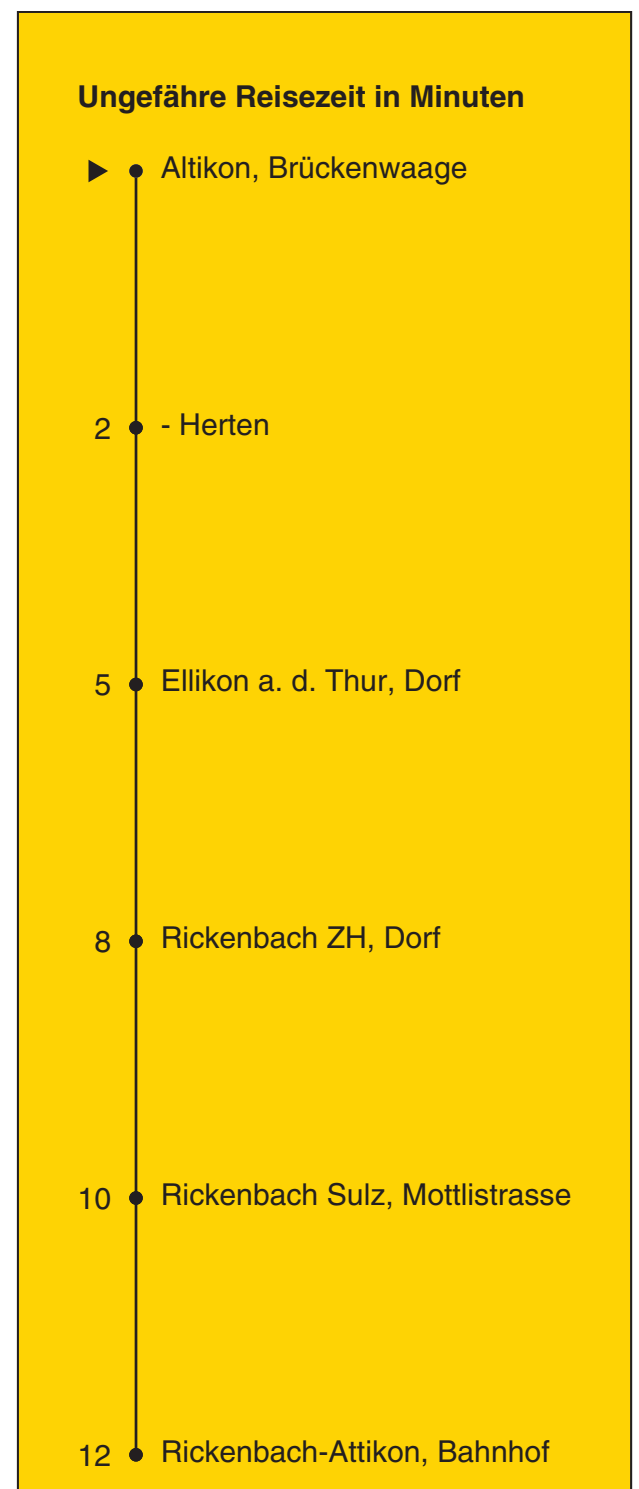 Ungefähre Reisezeit in Minuten
Altikon, Brückenwaage
2 - Herten
5 Ellikon a. d. Thur, Dorf
8 Rickenbach ZH, Dorf
10 Rickenbach Sulz, Mottlistrasse
12 Rickenbach-Attikon, Bahnhof